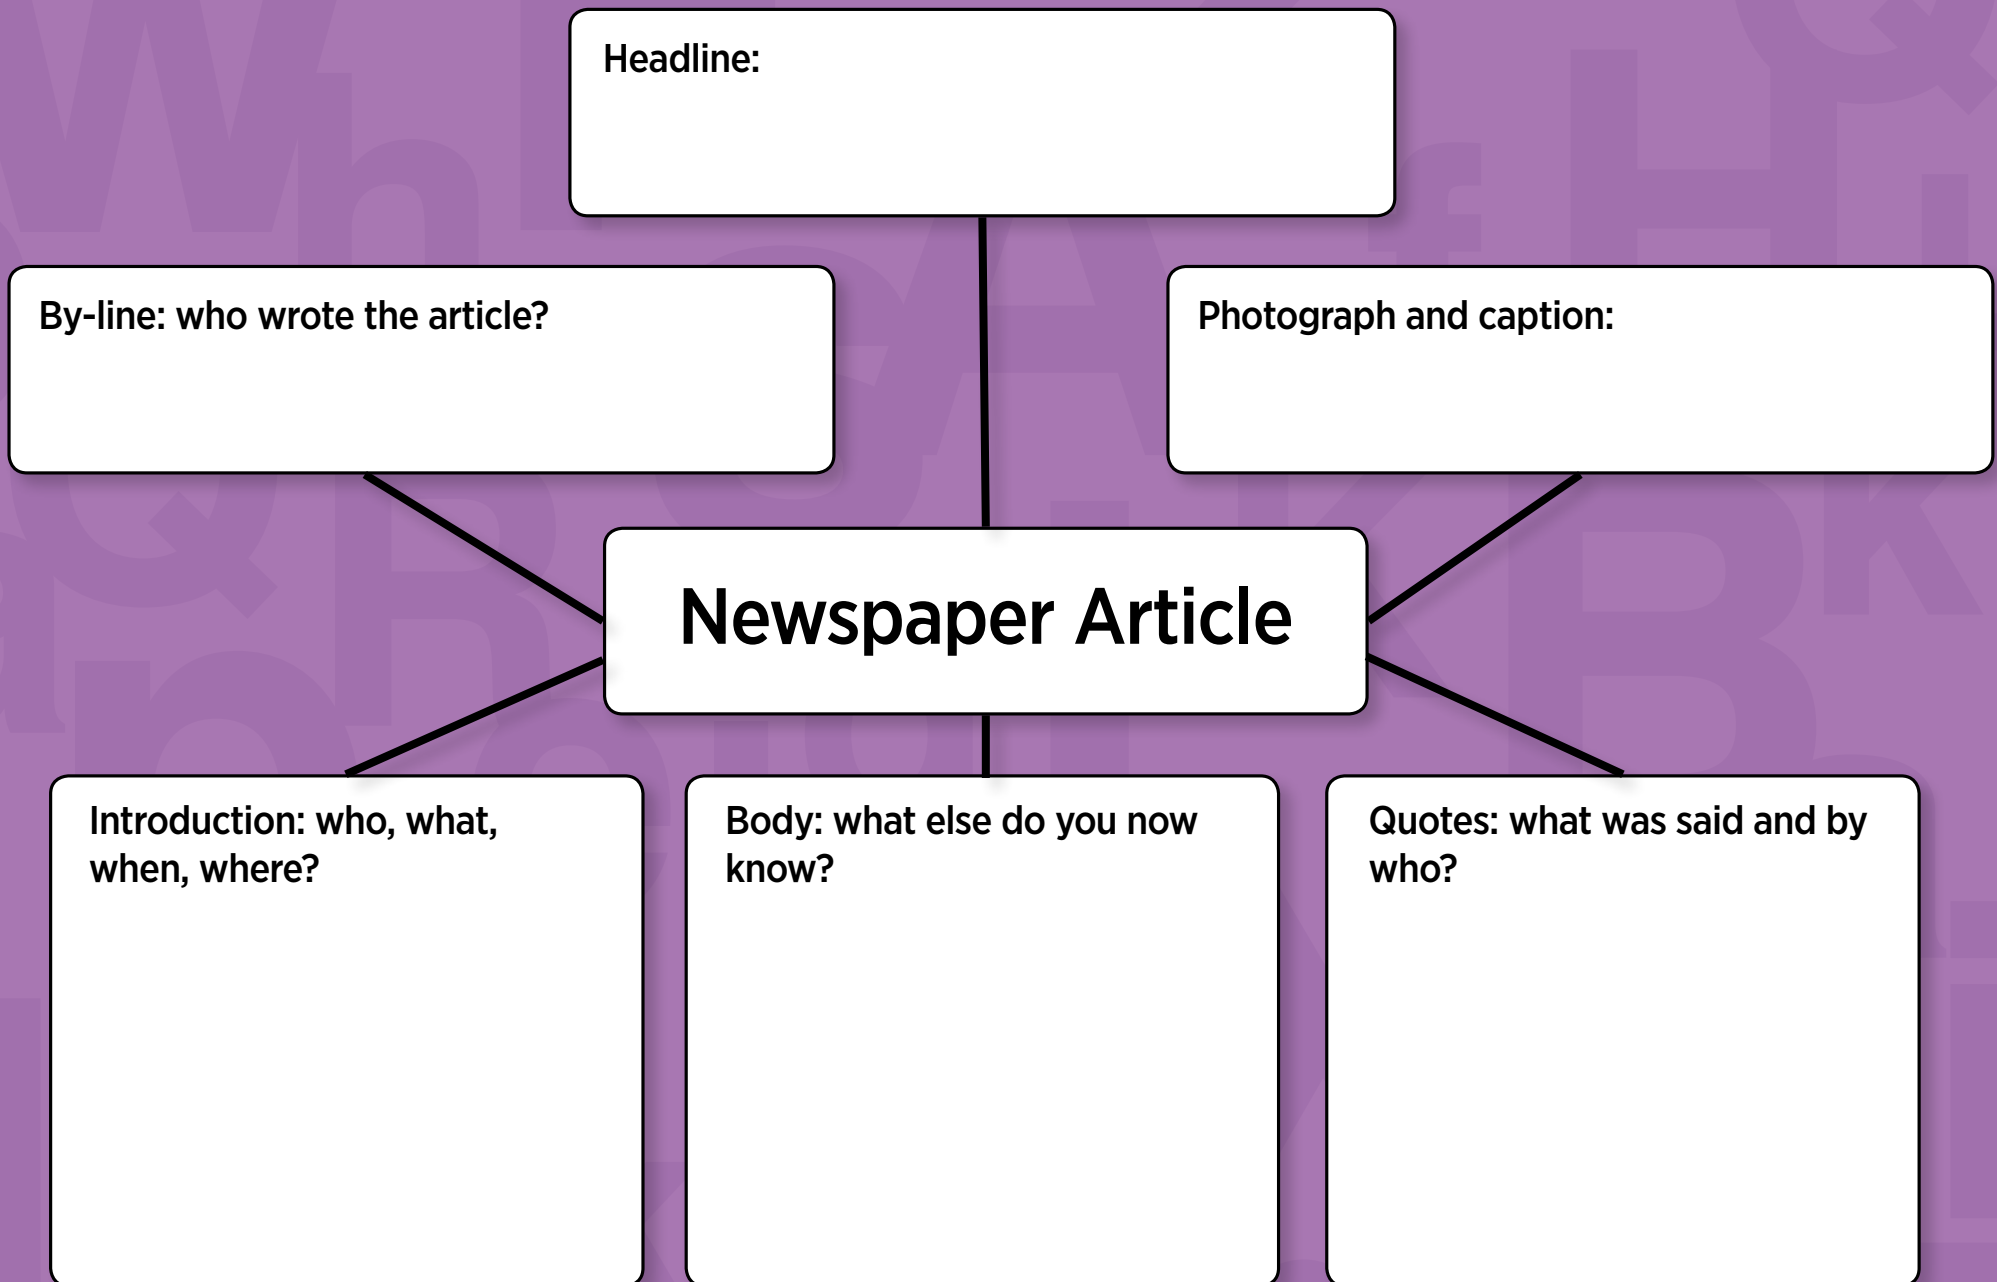 Headline:
By-line: who wrote the article?
Photograph and caption:
Newspaper Article
Introduction: who, what,
when, where?
Body: what else do you now
know?
Quotes: what was said and by
who?